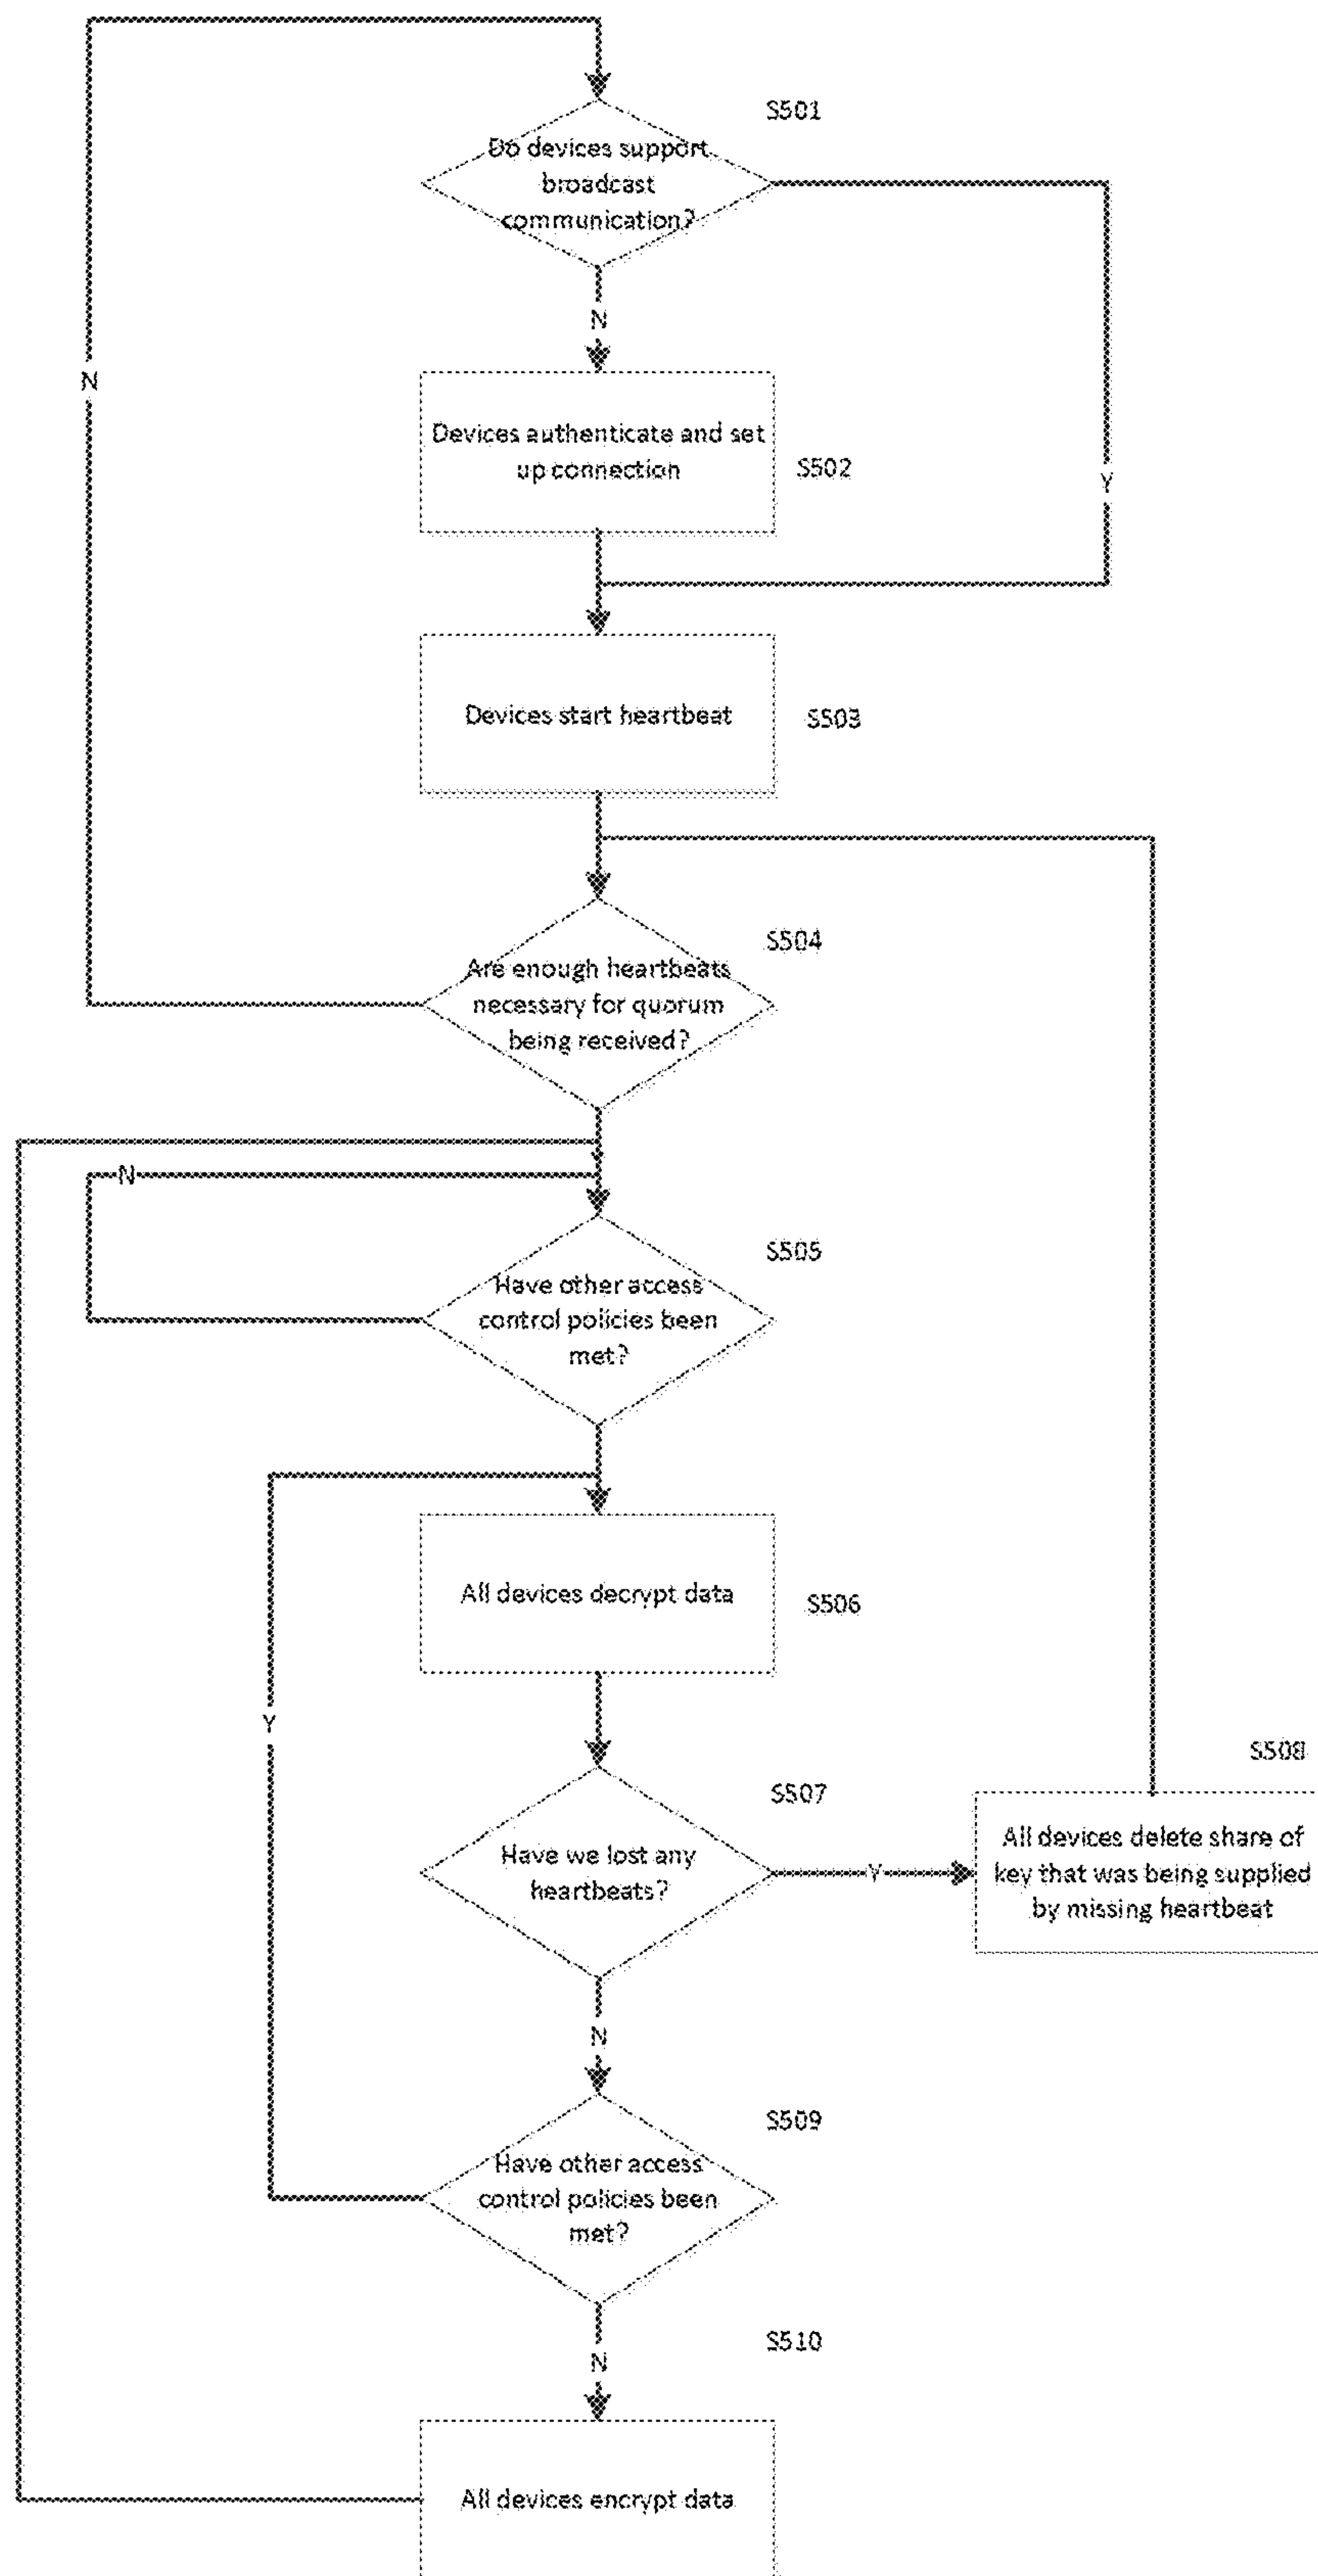 S501
Do devices support
broadcast
communication?
N
N
Devices authenticate and set
up connection
S502
Y
Devices start heartbeat
S503
S504
Are enough heartbeats
necessary for quorum
being received?
N
S505
Have other access
control policies been
met?
All devices decrypt data
S506
Y
S508
S507
Have we lost any
heartbeats?
Y
All devices delete share of
key that was being supplied
by missing heartbeat
N
S509
Have other access
control policies been
met?
S510
N
All devices encrypt data